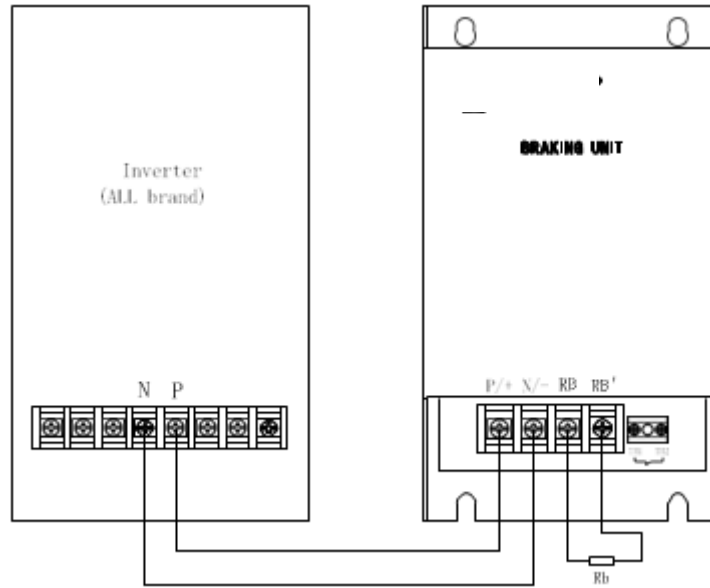 Inverter
(ALL brand)
N P
BRAKING UNIT
P/+ N/- RB RB'
Rb